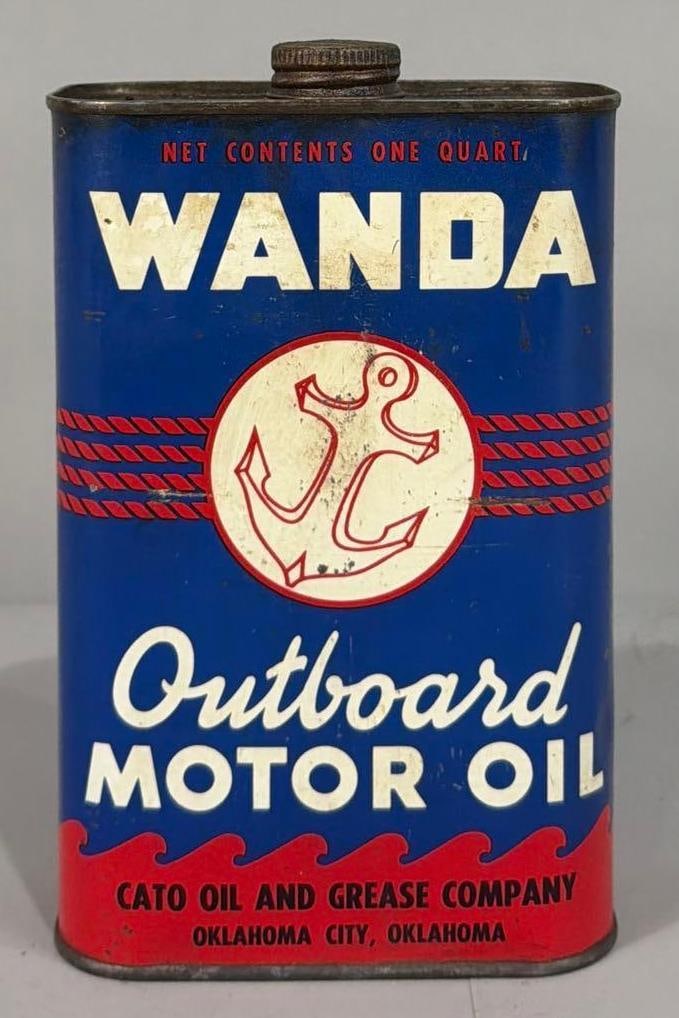 NET CONTENTS ONE QUART
WANDA
Outboard
MOTOR OIL
CATO OIL AND GREASE COMPANY
OKLAHOMA CITY, OKLAHOMA